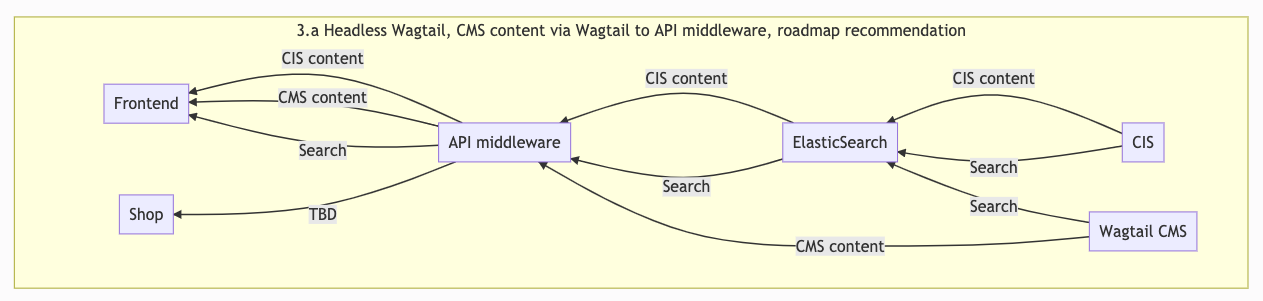 3.a Headless Wagtail, CMS content via Wagtail to API middleware, roadmap recommendation
CIS content
CIS content
CIS content
Frontend
CMS content
API middleware
ElasticSearch
CIS
Search
Search
Search
Search
Shop
TBD
Wagtail CMS
CMS content